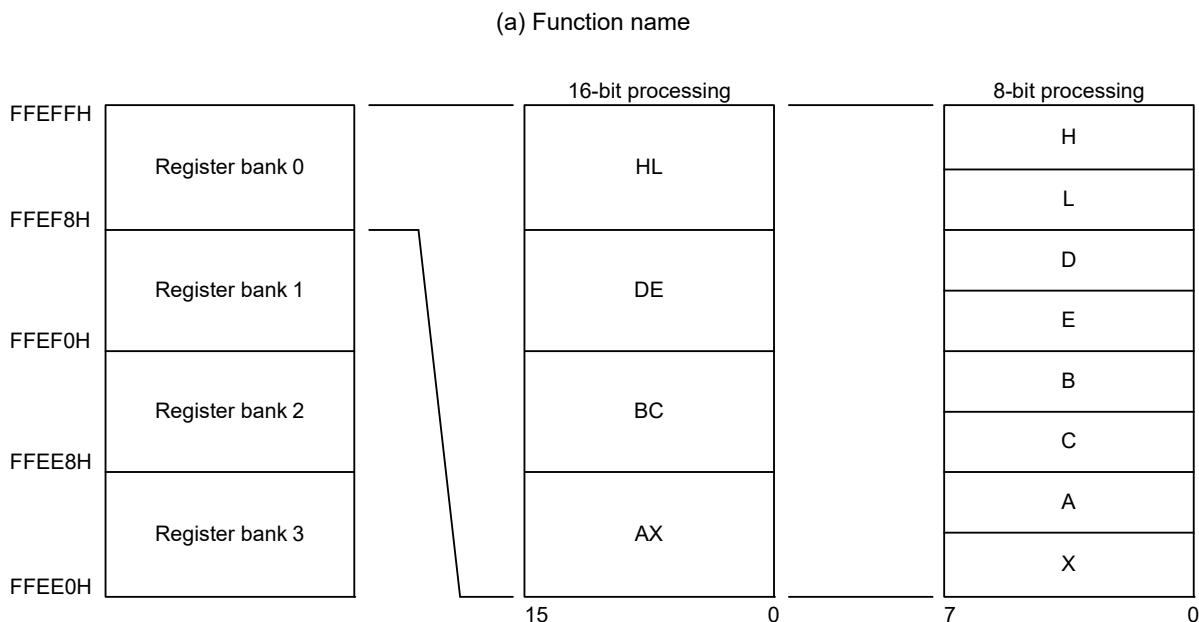 (a) Function name
16-bit processing 8-bit processing
FFEFFH
H
Register bank 0 HL
L
FFEF8H
D
Register bank 1 DE
E
FFEF0H
B
Register bank 2 BC
C
FFEE8H
A
Register bank 3 AX
X
FFEE0H
15 0 7 0